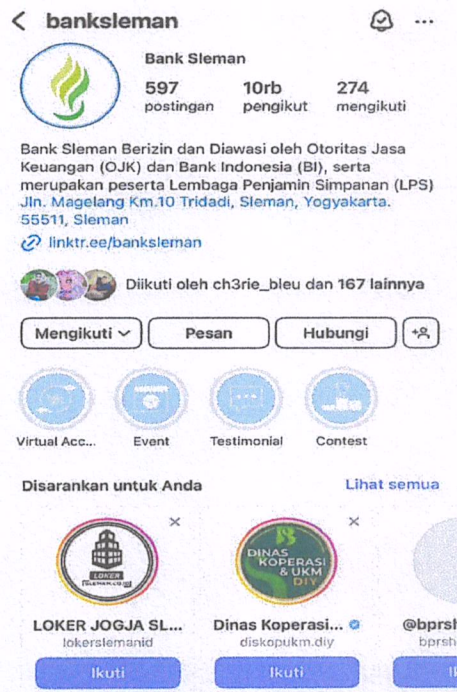 banksleman
Bank Sleman
597 10rb 274
postingan pengikut mengikuti
Bank Sleman Berizin dan Diawasi oleh Otoritas Jasa
Keuangan (OJK) dan Bank Indonesia (BI), serta
merupakan peserta Lembaga Penjamin Simpanan (LPS)
Jln. Magelang Km.10 Tridadi, Sleman, Yogyakarta.
55511, Sleman
linktr.ee/banksleman
Diikuti oleh ch3rie_bleu dan 167 lainnya
Mengikuti Pesan Hubungi
Virtual Acc... Event Testimonial Contest
Disarankan untuk Anda Lihat semua
LOKER
DINAS
KOPERASI
& UKM
DIY
LOKER JOGJA SL... Dinas Koperasi... @bprsh
lokerslemanid diskopukm.diy bprsh
Ikuti Ikuti